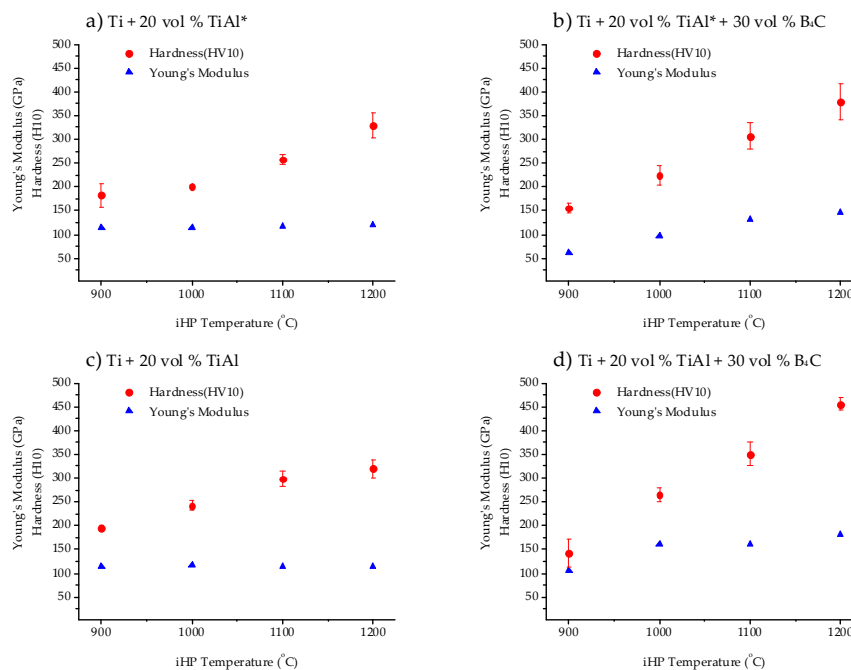 a) Ti + 20 vol % TiAl*
500
450
400
350
300
250
200
150
100
50
Hardness(HV10)
Young's Modulus
Young's Modulus (GPa)
Hardness (H10)
900 1000 1100 1200
iHP Temperature (°C)
b) Ti + 20 vol % TiAl* + 30 vol % B₄C
500
450
400
350
300
250
200
150
100
50
Hardness(HV10)
Young's Modulus
Young's Modulus (GPa)
Hardness (H10)
900 1000 1100 1200
iHP Temperature (°C)
c) Ti + 20 vol % TiAl
500
450
400
350
300
250
200
150
100
50
Hardness(HV10)
Young's Modulus
Young's Modulus (GPa)
Hardness (H10)
900 1000 1100 1200
iHP Temperature (°C)
d) Ti + 20 vol % TiAl + 30 vol % B₄C
500
450
400
350
300
250
200
150
100
50
Hardness(HV10)
Young's Modulus
Young's Modulus (GPa)
Hardness (H10)
900 1000 1100 1200
iHP Temperature (°C)